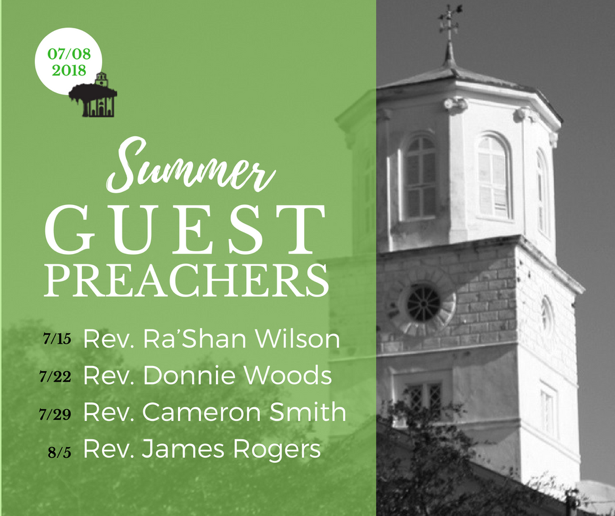 07/08
2018
Summer
GUEST
PREACHERS
7/15 Rev. Ra'Shan Wilson
7/22 Rev. Donnie Woods
7/29 Rev. Cameron Smith
8/5 Rev. James Rogers